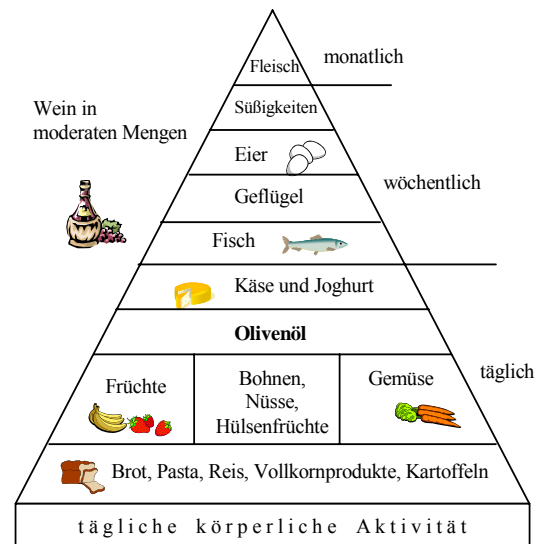 Fleisch
monatlich
Wein in
moderaten Mengen
Süßigkeiten
Eier
wöchentlich
Geflügel
Fisch
Käse und Joghurt
Olivenöl
täglich
Früchte
Bohnen,
Nüsse,
Hülsenfrüchte
Gemüse
Brot, Pasta, Reis, Vollkornprodukte, Kartoffeln
tägliche körperliche Aktivität